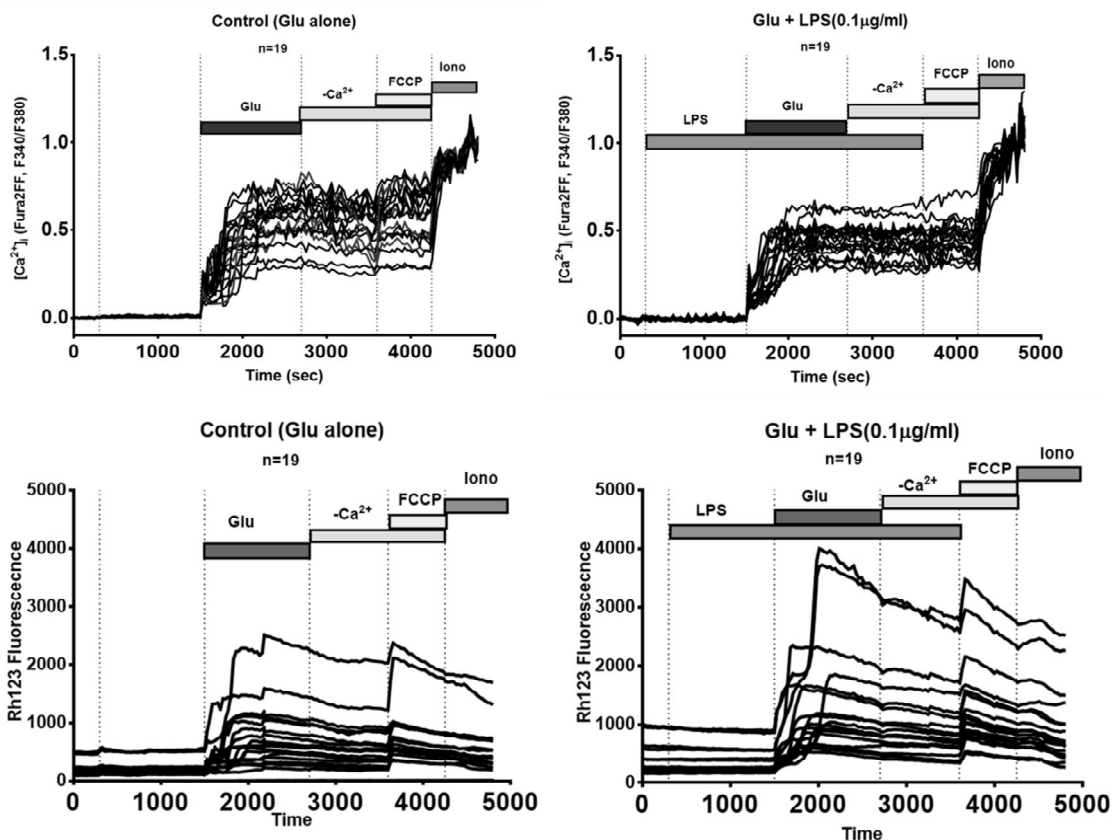 Control (Glu alone)
n=19
Iono
FCCP
-Ca²⁺
Glu
1.5
1.0
0.5
0.0
[Ca²⁺]ᵢ (Fura2FF, F340/F380)
0 1000 2000 3000 4000 5000
Time (sec)
Glu + LPS(0.1µg/ml)
n=19
Iono
FCCP
-Ca²⁺
Glu
LPS
1.5
1.0
0.5
0.0
[Ca²⁺]ᵢ (Fura2FF, F340/F380)
0 1000 2000 3000 4000 5000
Time (sec)
Control (Glu alone)
n=19
Iono
FCCP
-Ca²⁺
Glu
5000
4000
3000
2000
1000
0
Rh123 Fluorescecnce
0 1000 2000 3000 4000 5000
Time
Glu + LPS(0.1µg/ml)
n=19
Iono
FCCP
-Ca²⁺
Glu
LPS
5000
4000
3000
2000
1000
0
Rh123 Fluorescecnce
0 1000 2000 3000 4000 5000
Time